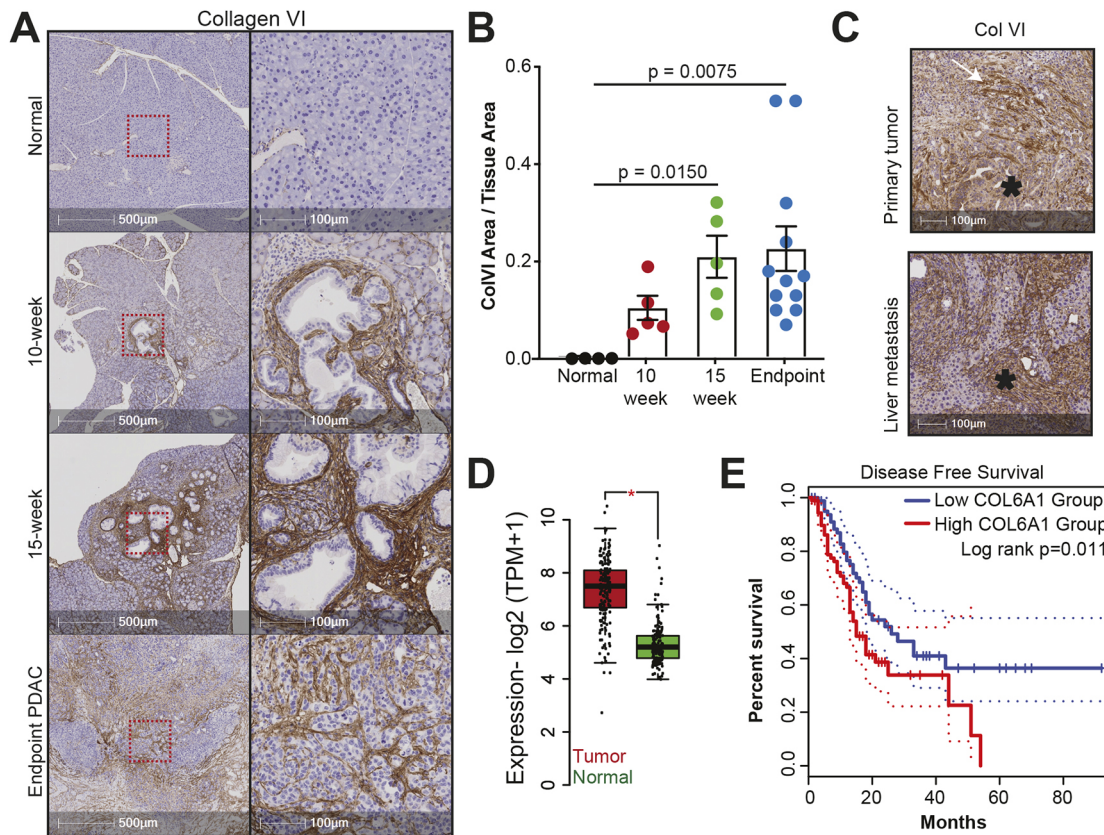 A
Collagen VI
Normal
500µm
100µm
10-week
500µm
100µm
15-week
500µm
100µm
Endpoint PDAC
500µm
100µm
B
ColVI Area / Tissue Area
0.6
0.4
0.2
0.0
p = 0.0075
p = 0.0150
Normal
10
week
15
week
Endpoint
C
Col VI
Primary tumor
100µm
Liver metastasis
100µm
D
Expression- log2 (TPM+1)
10
8
6
4
2
0
*
Tumor
Normal
E
Disease Free Survival
Low COL6A1 Group
High COL6A1 Group
Log rank p=0.011
Percent survival
1.0
0.8
0.6
0.4
0.2
0.0
0
20
40
60
80
Months